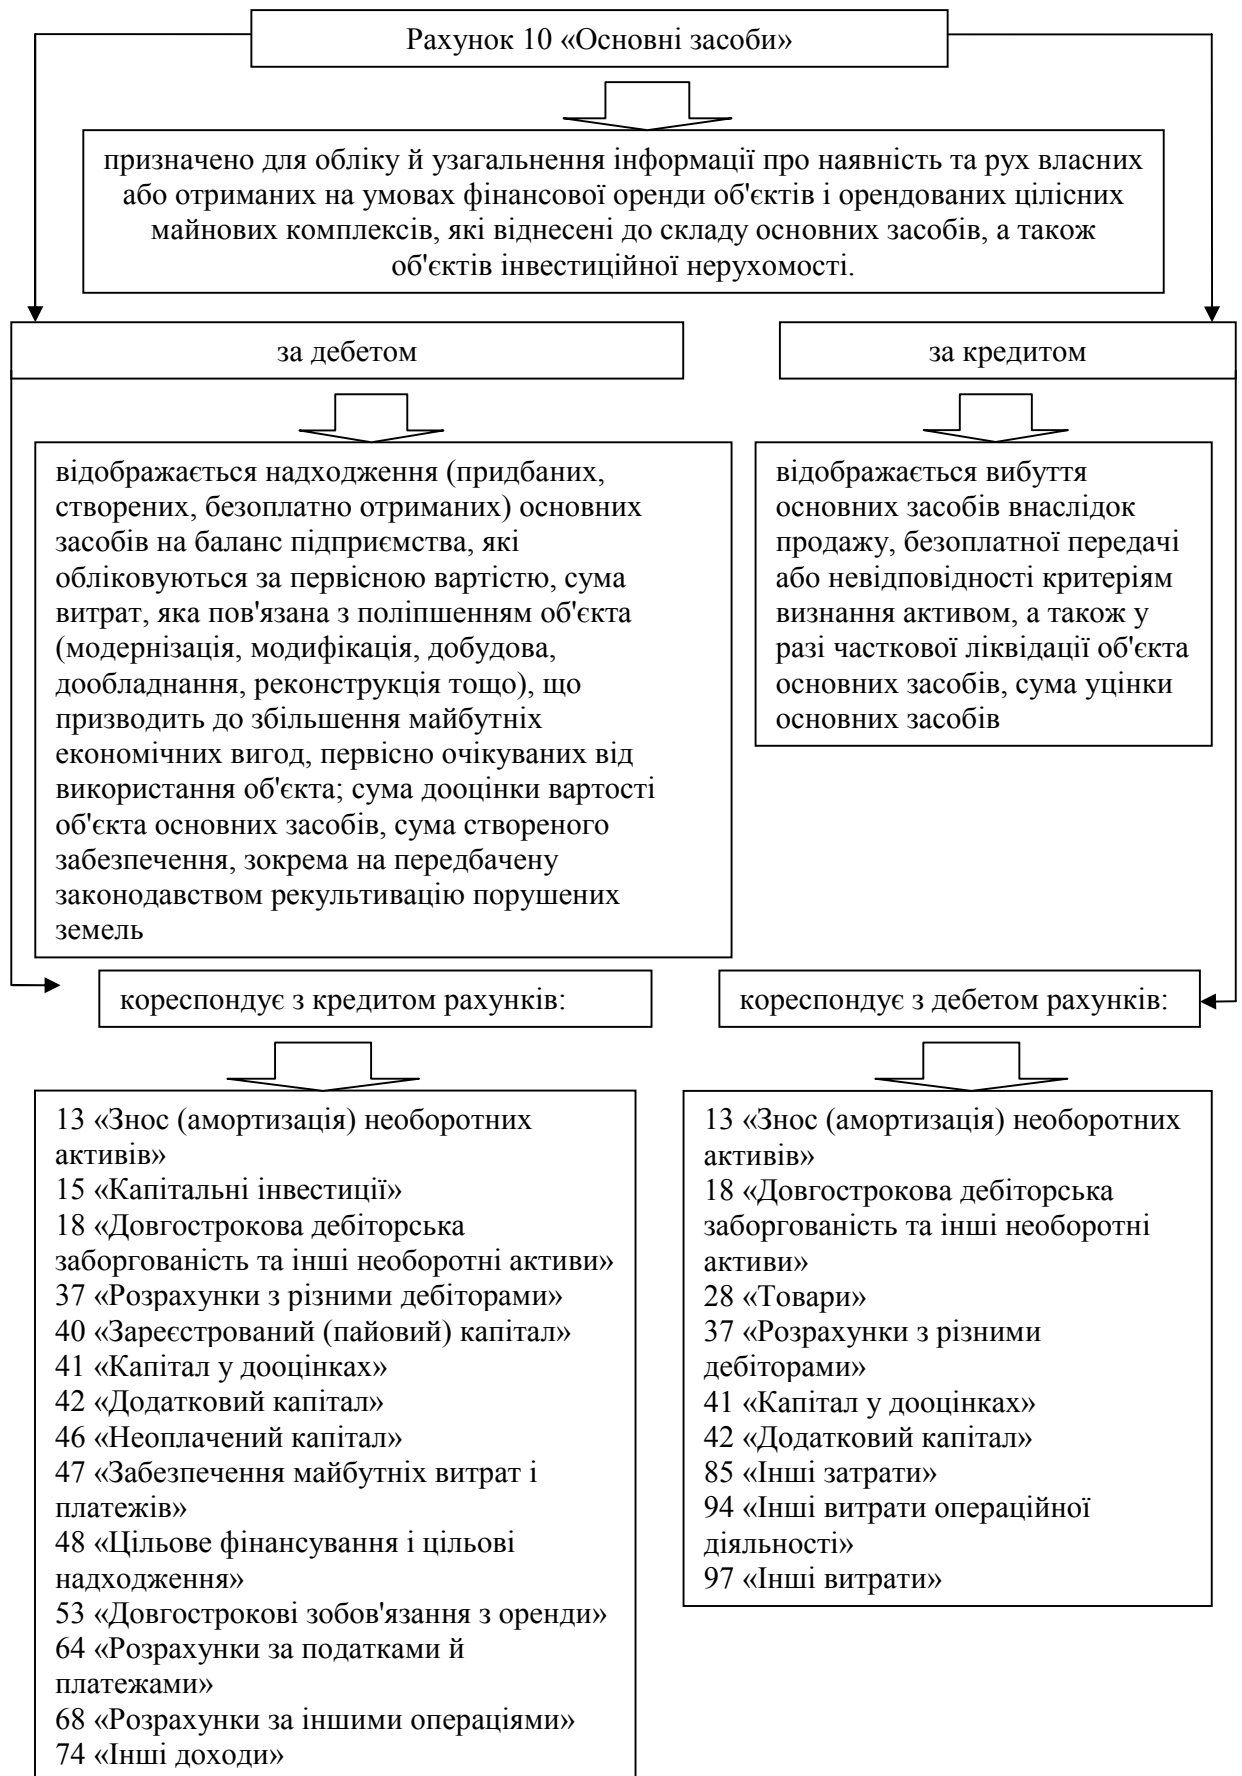 Рахунок 10 «Основні засоби»
призначено для обліку й узагальнення інформації про наявність та рух власних
або отриманих на умовах фінансової оренди об'єктів і орендованих цілісних
майнових комплексів, які віднесені до складу основних засобів, а також
об'єктів інвестиційної нерухомості.
за дебетом
за кредитом
відображається надходження (придбаних,
створених, безоплатно отриманих) основних
засобів на баланс підприємства, які
обліковуються за первісною вартістю, сума
витрат, яка пов'язана з поліпшенням об'єкта
(модернізація, модифікація, добудова,
дообладнання, реконструкція тощо), що
призводить до збільшення майбутніх
економічних вигод, первісно очікуваних від
використання об'єкта; сума дооцінки вартості
об'єкта основних засобів, сума створеного
забезпечення, зокрема на передбачену
законодавством рекультивацію порушених
земель
відображається вибуття
основних засобів внаслідок
продажу, безоплатної передачі
або невідповідності критеріям
визнання активом, а також у
разі часткової ліквідації об'єкта
основних засобів, сума уцінки
основних засобів
кореспондує з кредитом рахунків:
кореспондує з дебетом рахунків:
13 «Знос (амортизація) необоротних
активів»
15 «Капітальні інвестиції»
18 «Довгострокова дебіторська
заборгованість та інші необоротні активи»
37 «Розрахунки з різними дебіторами»
40 «Зареєстрований (пайовий) капітал»
41 «Капітал у дооцінках»
42 «Додатковий капітал»
46 «Неоплачений капітал»
47 «Забезпечення майбутніх витрат і
платежів»
48 «Цільове фінансування і цільові
надходження»
53 «Довгострокові зобов'язання з оренди»
64 «Розрахунки за податками й
платежами»
68 «Розрахунки за іншими операціями»
74 «Інші доходи»
13 «Знос (амортизація) необоротних
активів»
18 «Довгострокова дебіторська
заборгованість та інші необоротні
активи»
28 «Товари»
37 «Розрахунки з різними
дебіторами»
41 «Капітал у дооцінках»
42 «Додатковий капітал»
85 «Інші затрати»
94 «Інші витрати операційної
діяльності»
97 «Інші витрати»